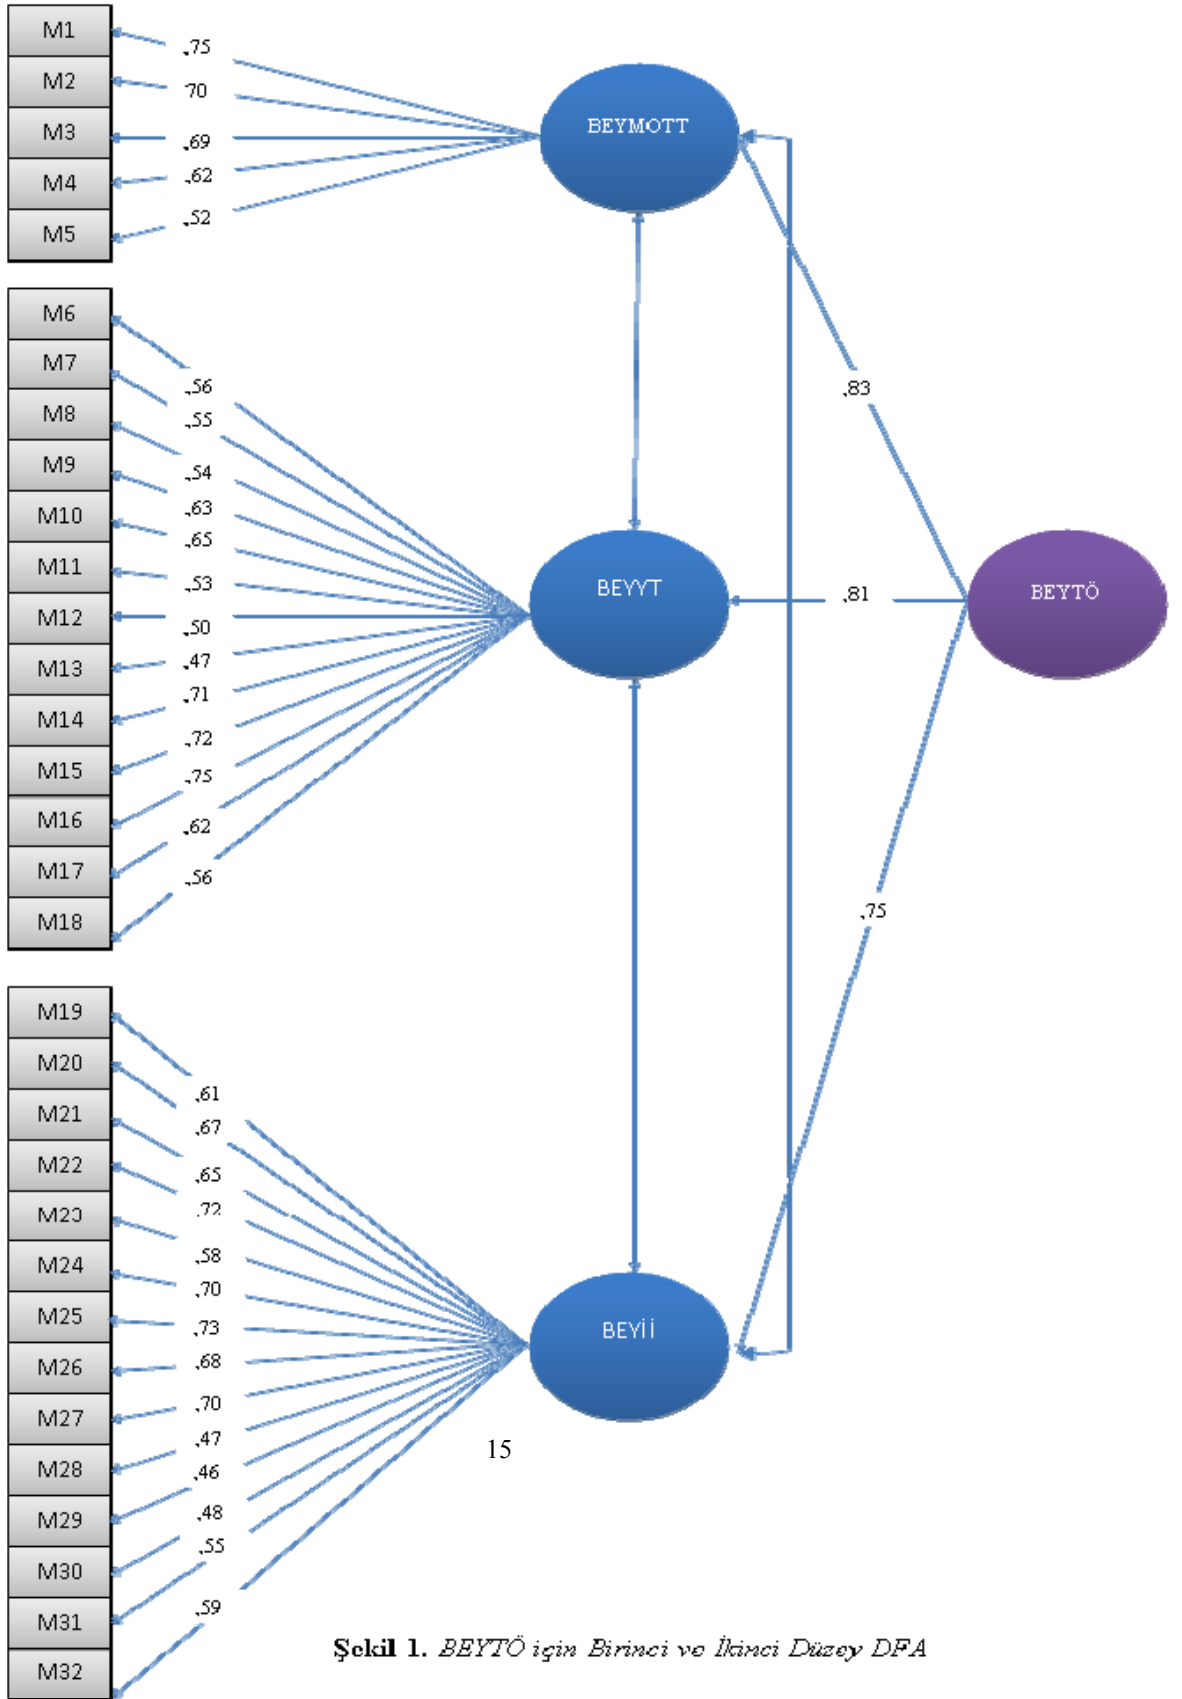 M1
M2
M3
M4
M5
,75
,70
,69
,62
,52
BEYMOTT
M6
M7
M8
M9
M10
M11
M12
M13
M14
M15
M16
M17
M18
,56
,55
,54
,63
,65
,53
,50
,47
,71
,72
,75
,62
,56
BEYYT
,83
,81
,75
BEYTÖ
M19
M20
M21
M22
M23
M24
M25
M26
M27
M28
M29
M30
M31
M32
,61
,67
,65
,72
,58
,70
,73
,68
,70
,47
,46
,48
,55
,59
BEYİİ
15
Şekil 1. BEYTÖ için Birinci ve İkinci Düzey DFA